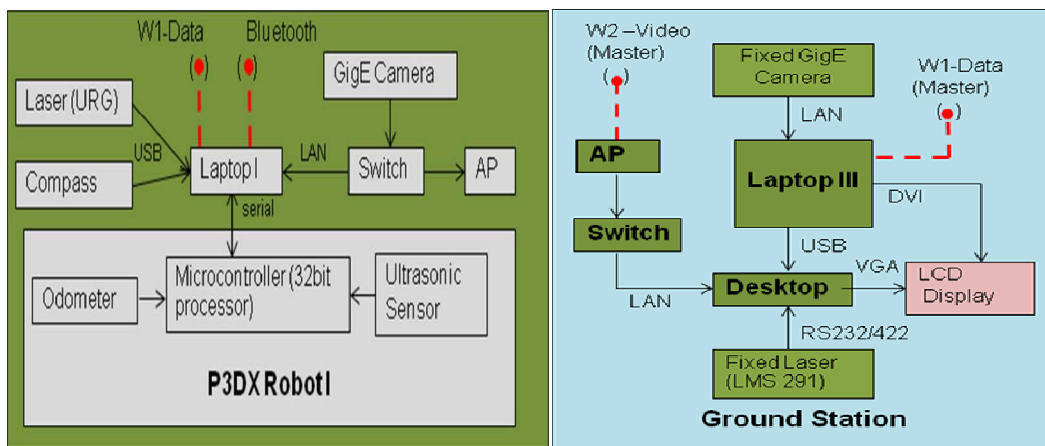 W1-Data
Bluetooth
GigE Camera
Laser (URG)
USB
LAN
Laptop I
Switch
AP
Compass
serial
Microcontroller (32bit
processor)
Ultrasonic
Sensor
Odometer
P3DX Robot I
W2 –Video
(Master)
Fixed GigE
Camera
W1-Data
(Master)
LAN
AP
Laptop III
DVI
Switch
USB
VGA
LCD
Display
Desktop
LAN
RS232/422
Fixed Laser
(LMS 291)
Ground Station